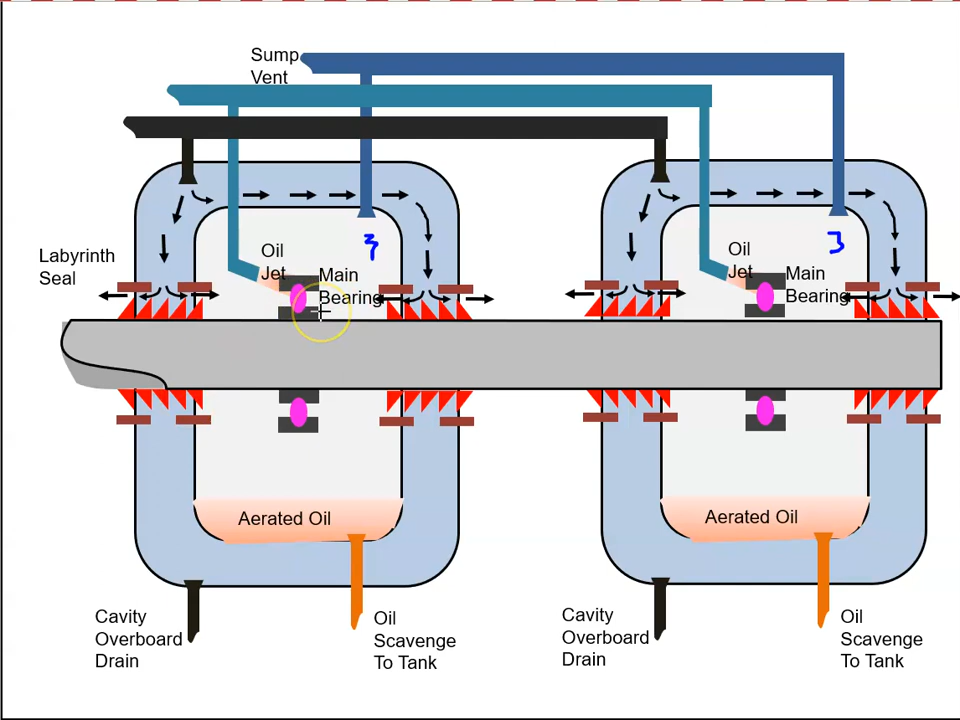 Sump
Vent
Labyrinth
Seal
Oil
Jet
Main
Bearing
3
Aerated Oil
Cavity
Overboard
Drain
Oil
Scavenge
To Tank
Oil
Jet
Main
Bearing
3
Aerated Oil
Cavity
Overboard
Drain
Oil
Scavenge
To Tank